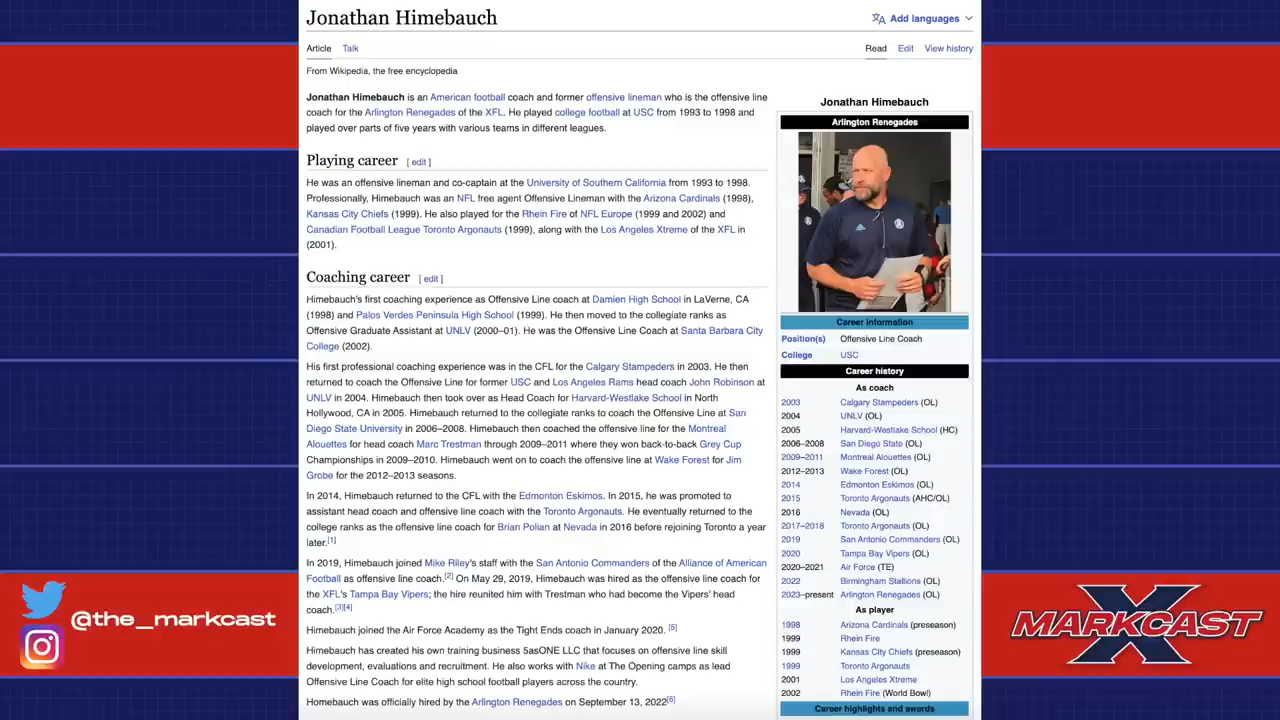 Jonathan Himebauch
Add languages
Article Talk
Read Edit View history
From Wikipedia, the free encyclopedia
Jonathan Himebauch is an American football coach and former offensive lineman who is the offensive line
coach for the Arlington Renegades of the XFL. He played college football at USC from 1993 to 1998 and
played over parts of five years with various teams in different leagues.
Playing career [ edit ]
He was an offensive lineman and co-captain at the University of Southern California from 1993 to 1998.
Professionally, Himebauch was an NFL free agent Offensive Lineman with the Arizona Cardinals (1998),
Kansas City Chiefs (1999). He also played for the Rhein Fire of NFL Europe (1999 and 2002) and
Canadian Football League Toronto Argonauts (1999), along with the Los Angeles Xtreme of the XFL in
(2001).
Coaching career [ edit ]
Himebauch's first coaching experience as Offensive Line coach at Damien High School in LaVerne, CA
(1998) and Palos Verdes Peninsula High School (1999). He then moved to the collegiate ranks as
Offensive Graduate Assistant at UNLV (2000–01). He was the Offensive Line Coach at Santa Barbara City
College (2002).
His first professional coaching experience was in the CFL for the Calgary Stampeders in 2003. He then
returned to coach the Offensive Line for former USC and Los Angeles Rams head coach John Robinson at
UNLV in 2004. Himebauch then took over as Head Coach for Harvard-Westlake School in North
Hollywood, CA in 2005. Himebauch returned to the collegiate ranks to coach the Offensive Line at San
Diego State University in 2006–2008. Himebauch then coached the offensive line for the Montreal
Alouettes for head coach Marc Trestman through 2009–2011 where they won back-to-back Grey Cup
Championships in 2009–2010. Himebauch went on to coach the offensive line at Wake Forest for Jim
Grobe for the 2012–2013 seasons.
In 2014, Himebauch returned to the CFL with the Edmonton Eskimos. In 2015, he was promoted to
assistant head coach and offensive line coach with the Toronto Argonauts. He eventually returned to the
college ranks as the offensive line coach for Brian Polian at Nevada in 2016 before rejoining Toronto a year
later.[1]
In 2019, Himebauch joined Mike Riley's staff with the San Antonio Commanders of the Alliance of American
Football as offensive line coach.[2] On May 29, 2019, Himebauch was hired as the offensive line coach for
the XFL's Tampa Bay Vipers; the hire reunited him with Trestman who had become the Vipers' head
coach.[3][4]
Himebauch joined the Air Force Academy as the Tight Ends coach in January 2020. [5]
Himebauch has created his own training business 5asONE LLC that focuses on offensive line skill
development, evaluations and recruitment. He also works with Nike at The Opening camps as lead
Offensive Line Coach for elite high school football players across the country.
Homebauch was officially hired by the Arlington Renegades on September 13, 2022[6]
Jonathan Himebauch
Arlington Renegades
Career information
Position(s) Offensive Line Coach
College USC
Career history
As coach
2003 Calgary Stampeders (OL)
2004 UNLV (OL)
2005 Harvard-Westlake School (HC)
2006–2008 San Diego State (OL)
2009–2011 Montreal Alouettes (OL)
2012–2013 Wake Forest (OL)
2014 Edmonton Eskimos (OL)
2015 Toronto Argonauts (AHC/OL)
2016 Nevada (OL)
2017–2018 Toronto Argonauts (OL)
2019 San Antonio Commanders (OL)
2020 Tampa Bay Vipers (OL)
2020–2021 Air Force (TE)
2022 Birmingham Stallions (OL)
2023–present Arlington Renegades (OL)
As player
1998 Arizona Cardinals (preseason)
1999 Rhein Fire
1999 Kansas City Chiefs (preseason)
1999 Toronto Argonauts
2001 Los Angeles Xtreme
2002 Rhein Fire (World Bowl)
Career highlights and awards
@the_markcast
MARKCAST